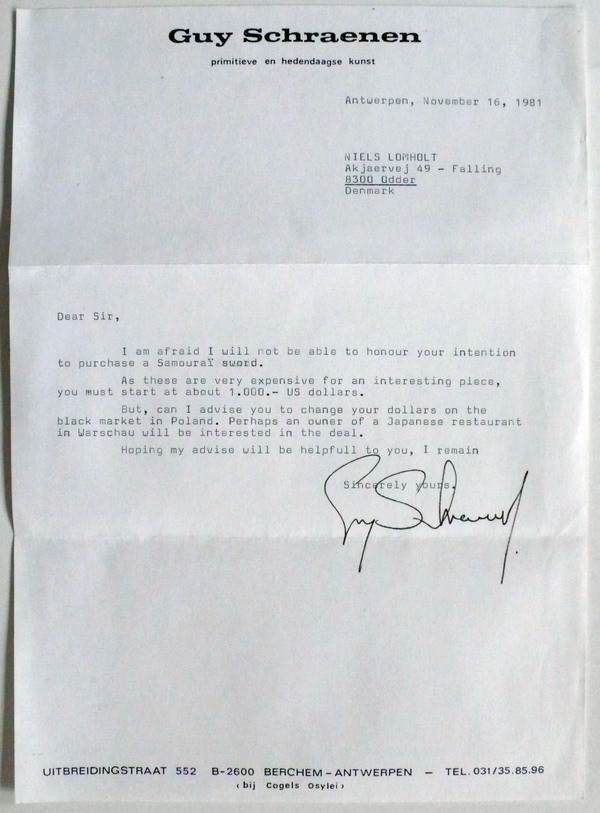 Guy Schraenen
primitieve en hedendaagse kunst
Antwerpen, November 16, 1981
NIELS LOMHOLT
Akjaervej 49 - Falling
8300 Odder
Denmark
Dear Sir,
I am afraid I will not be able to honour your intention
to purchase a Samouraï sword.
As these are very expensive for an interesting piece,
you must start at about 1.000.- US dollars.
But, can I advise you to change your dollars on the
black market in Poland. Perhaps an owner of a Japanese restaurant
in Warschau will be interested in the deal.
Hoping my advise will be helpfull to you, I remain
Sincerely yours,
Guy Schraenen
UITBREIDINGSTRAAT 552 B-2600 BERCHEM - ANTWERPEN — TEL. 031/35.85.96
(bij Cogels Osylei)